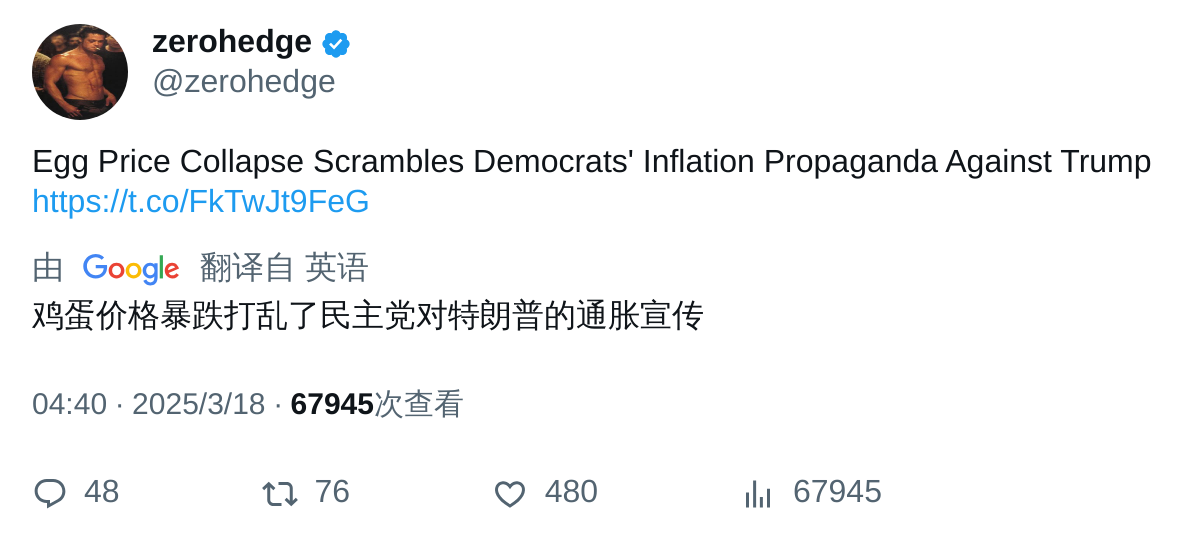 zerohedge
@zerohedge
Egg Price Collapse Scrambles Democrats' Inflation Propaganda Against Trump
https://t.co/FkTwJt9FeG
由 Google 翻译自 英语
鸡蛋价格暴跌打乱了民主党对特朗普的通胀宣传
04:40 · 2025/3/18 · 67945次查看
48 76 480 67945